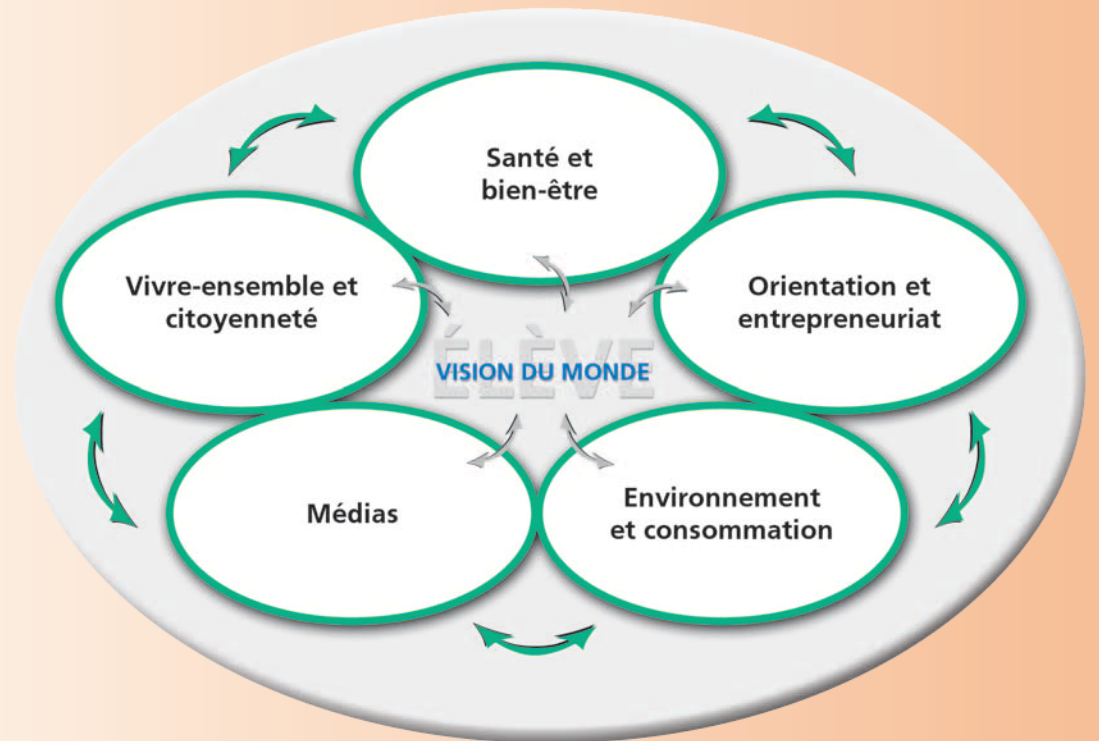 Santé et
bien-être
Vivre-ensemble et
citoyenneté
Orientation et
entrepreneuriat
ÉLÈVE
VISION DU MONDE
Médias
Environnement
et consommation